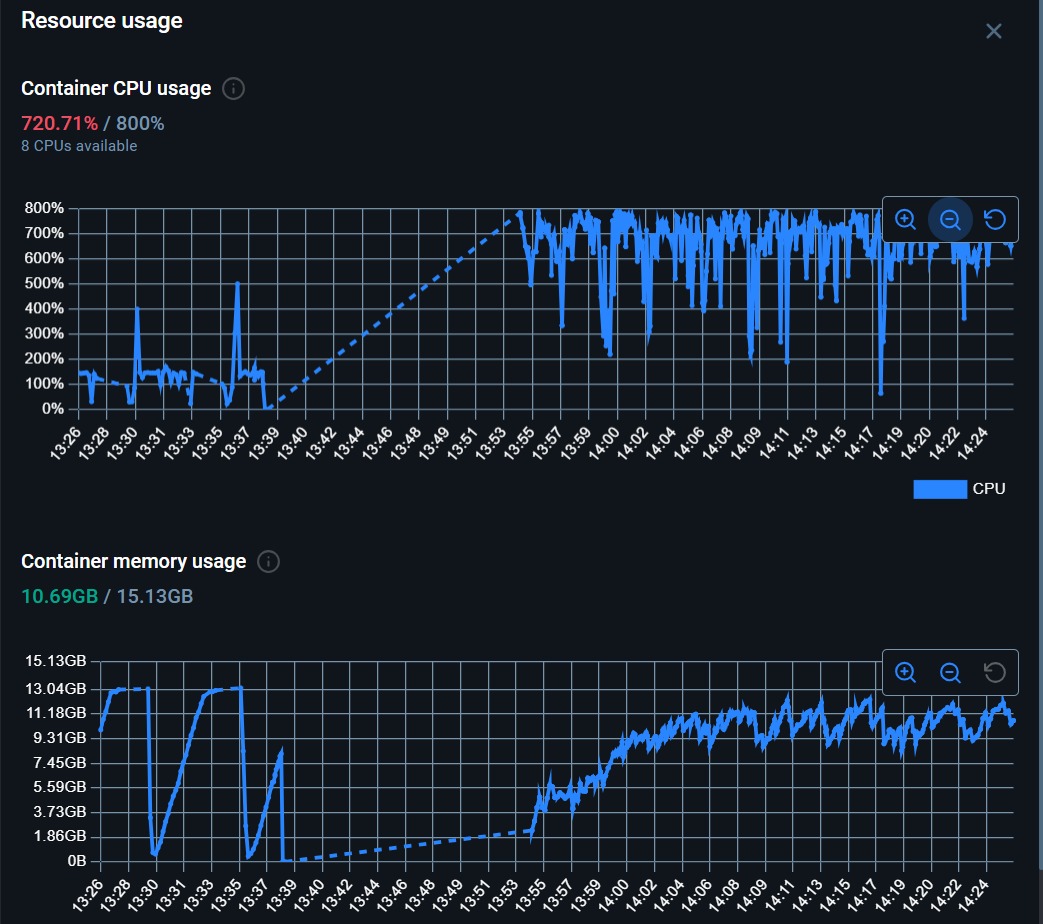 Resource usage
Container CPU usage
720.71% / 800%
8 CPUs available
800%
700%
600%
500%
400%
300%
200%
100%
0%
13:26 13:28 13:30 13:31 13:33 13:35 13:37 13:39 13:40 13:42 13:44 13:46 13:48 13:49 13:51 13:53 13:55 13:57 13:59 14:00 14:02 14:04 14:06 14:08 14:09 14:11 14:13 14:15 14:17 14:19 14:20 14:22 14:24
CPU
Container memory usage
10.69GB / 15.13GB
15.13GB
13.04GB
11.18GB
9.31GB
7.45GB
5.59GB
3.73GB
1.86GB
0B
13:26 13:28 13:30 13:31 13:33 13:35 13:37 13:39 13:40 13:42 13:44 13:46 13:48 13:49 13:51 13:53 13:55 13:57 13:59 14:00 14:02 14:04 14:06 14:08 14:09 14:11 14:13 14:15 14:17 14:19 14:20 14:22 14:24